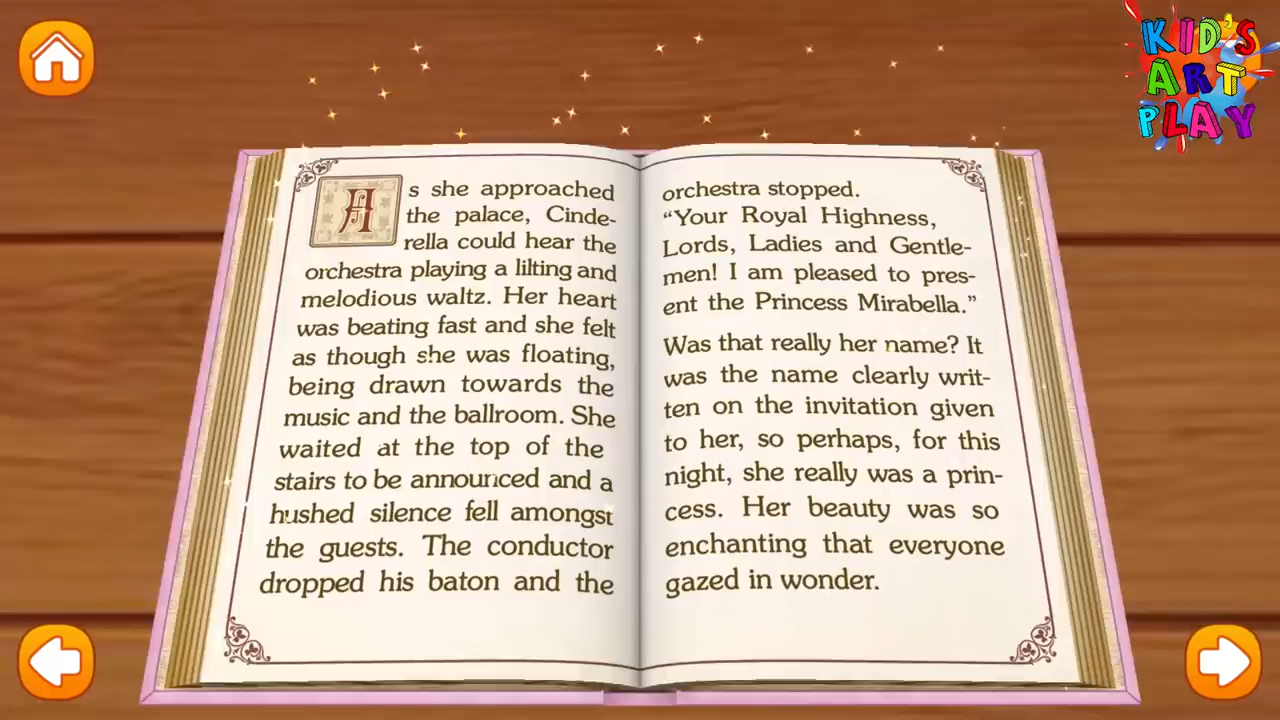 KID'S
ART
PLAY
As she approached
the palace, Cinde-
rella could hear the
orchestra playing a lilting and
melodious waltz. Her heart
was beating fast and she felt
as though she was floating,
being drawn towards the
music and the ballroom. She
waited at the top of the
stairs to be announced and a
hushed silence fell amongst
the guests. The conductor
dropped his baton and the
orchestra stopped.
“Your Royal Highness,
Lords, Ladies and Gentle-
men! I am pleased to pres-
ent the Princess Mirabella.”
Was that really her name? It
was the name clearly writ-
ten on the invitation given
to her, so perhaps, for this
night, she really was a prin-
cess. Her beauty was so
enchanting that everyone
gazed in wonder.